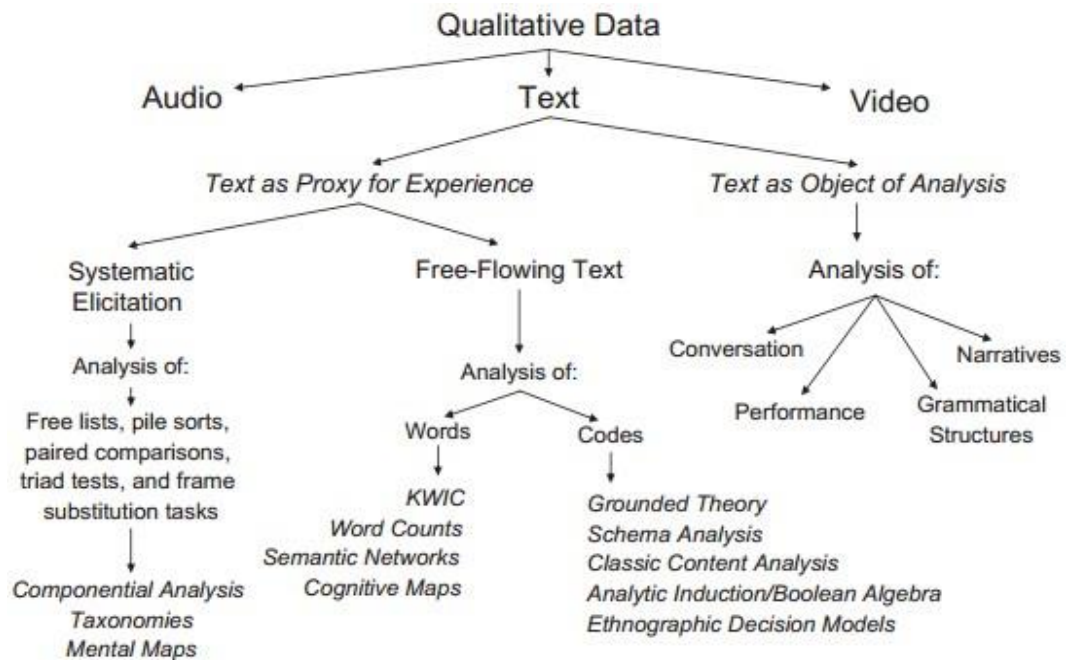 Qualitative Data
Audio
Text
Video
Text as Proxy for Experience
Text as Object of Analysis
Systematic
Elicitation
Free-Flowing Text
Analysis of:
Analysis of:
Free lists, pile sorts,
paired comparisons,
triad tests, and frame
substitution tasks
Componential Analysis
Taxonomies
Mental Maps
Analysis of:
Words
Codes
KWIC
Word Counts
Semantic Networks
Cognitive Maps
Grounded Theory
Schema Analysis
Classic Content Analysis
Analytic Induction/Boolean Algebra
Ethnographic Decision Models
Conversation
Narratives
Performance
Grammatical
Structures